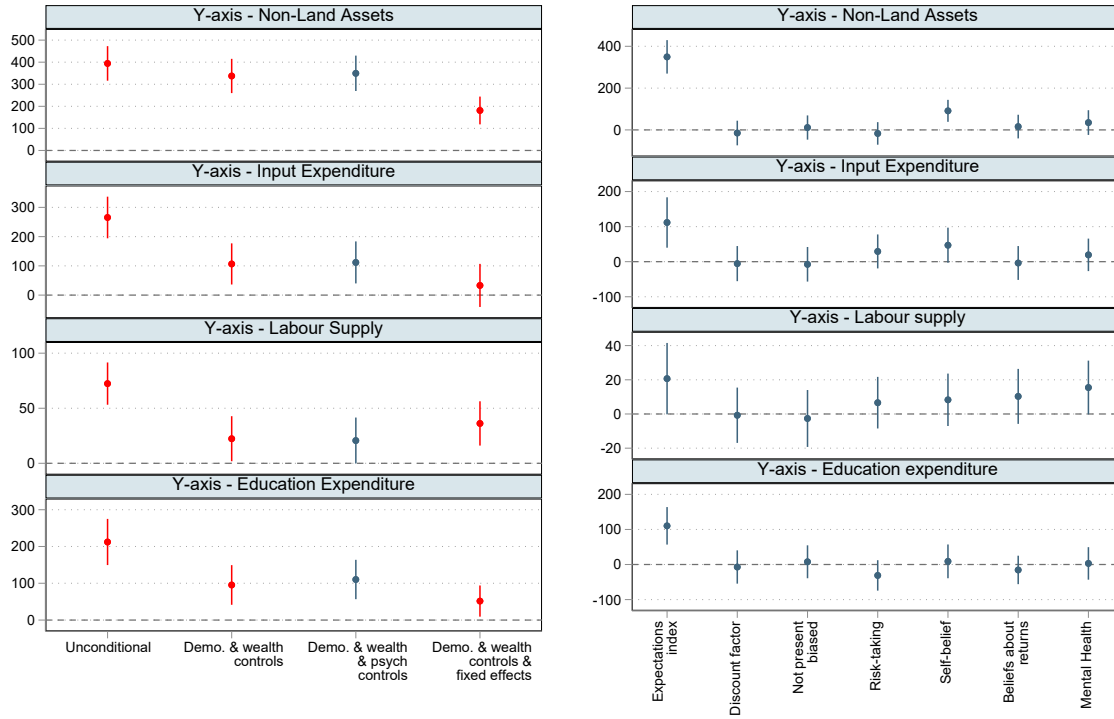 Y-axis - Non-Land Assets
500
400
300
200
100
0
Y-axis - Input Expenditure
300
200
100
0
Y-axis - Labour Supply
100
50
0
Y-axis - Education Expenditure
300
200
100
0
Unconditional
Demo. & wealth
controls
Demo. & wealth
& psych
controls
Demo. & wealth
controls &
fixed effects
Y-axis - Non-Land Assets
400
200
0
Y-axis - Input Expenditure
200
100
0
-100
Y-axis - Labour supply
40
20
0
-20
Y-axis - Education expenditure
200
100
0
-100
Expectations
index
Discount factor
Not present
biased
Risk-taking
Self-belief
Beliefs about
returns
Mental Health